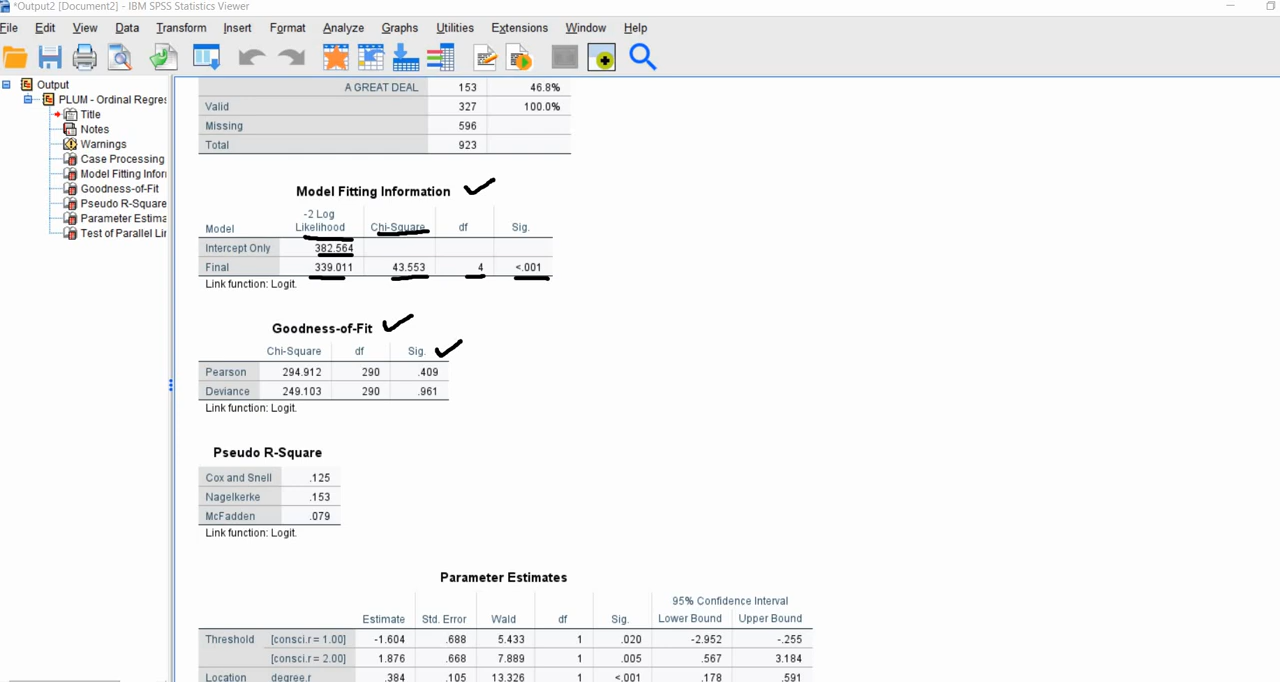 *Output2 [Document2] - IBM SPSS Statistics Viewer
File Edit View Data Transform Insert Format Analyze Graphs Utilities Extensions Window Help
Output
PLUM - Ordinal Regres
Title
Notes
Warnings
Case Processing
Model Fitting Inforn
Goodness-of-Fit
Pseudo R-Square
Parameter Estima
Test of Parallel Lir
A GREAT DEAL 153 46.8%
Valid 327 100.0%
Missing 596
Total 923
Model Fitting Information
Model -2 Log Likelihood Chi-Square df Sig.
Intercept Only 382.564
Final 339.011 43.553 4 <.001
Link function: Logit.
Goodness-of-Fit
Chi-Square df Sig.
Pearson 294.912 290 .409
Deviance 249.103 290 .961
Link function: Logit.
Pseudo R-Square
Cox and Snell .125
Nagelkerke .153
McFadden .079
Link function: Logit.
Parameter Estimates
95% Confidence Interval
Estimate Std. Error Wald df Sig. Lower Bound Upper Bound
Threshold [consci.r = 1.00] -1.604 .688 5.433 1 .020 -2.952 -.255
[consci.r = 2.00] 1.876 .668 7.889 1 .005 .567 3.184
Location degree.r .384 .105 13.326 1 <.001 .178 .591